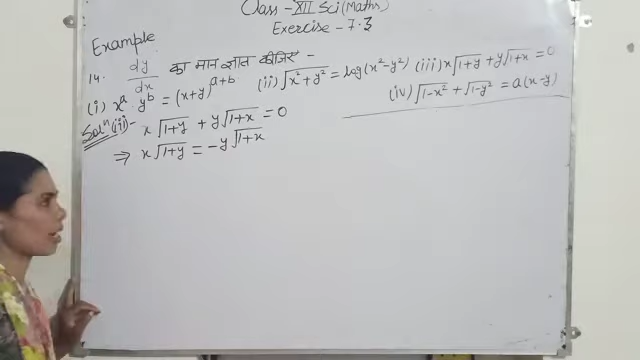 Class - XII Sci (Maths)
Exercise - 7.3
Example
14. dy/dx का मान ज्ञात कीजिए -
(i) x^a . y^b = (x+y)^{a+b} (ii) √(x²+y²) = log(x²-y²) (iii) x√(1+y) + y√(1+x) = 0
(iv) √(1-x²) + √(1-y²) = a(x-y)
Solⁿ (iii) - x√(1+y) + y√(1+x) = 0
⇒ x√(1+y) = -y√(1+x)